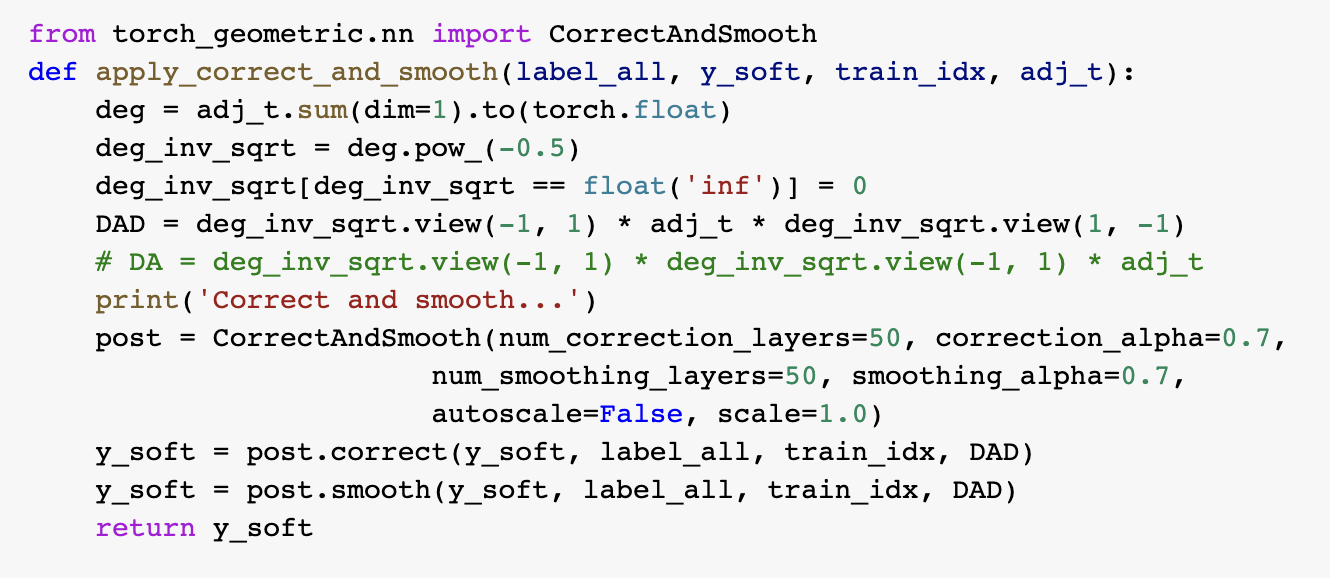 from torch_geometric.nn import CorrectAndSmooth
def apply_correct_and_smooth(label_all, y_soft, train_idx, adj_t):
    deg = adj_t.sum(dim=1).to(torch.float)
    deg_inv_sqrt = deg.pow_(-0.5)
    deg_inv_sqrt[deg_inv_sqrt == float('inf')] = 0
    DAD = deg_inv_sqrt.view(-1, 1) * adj_t * deg_inv_sqrt.view(1, -1)
    # DA = deg_inv_sqrt.view(-1, 1) * deg_inv_sqrt.view(-1, 1) * adj_t
    print('Correct and smooth...')
    post = CorrectAndSmooth(num_correction_layers=50, correction_alpha=0.7,
                        num_smoothing_layers=50, smoothing_alpha=0.7,
                        autoscale=False, scale=1.0)
    y_soft = post.correct(y_soft, label_all, train_idx, DAD)
    y_soft = post.smooth(y_soft, label_all, train_idx, DAD)
    return y_soft